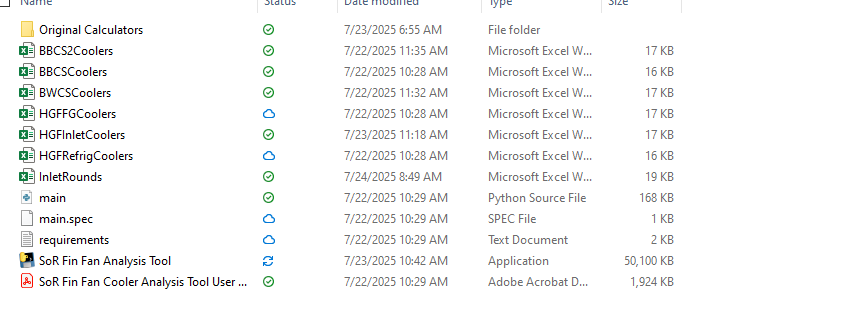 Name Status Date modified Type Size
Original Calculators 7/23/2025 6:55 AM File folder
BBCS2Coolers 7/22/2025 11:35 AM Microsoft Excel W... 17 KB
BBCSCoolers 7/22/2025 10:28 AM Microsoft Excel W... 16 KB
BWCSCoolers 7/22/2025 11:32 AM Microsoft Excel W... 17 KB
HGFFGCoolers 7/22/2025 10:28 AM Microsoft Excel W... 17 KB
HGFInletCoolers 7/23/2025 11:18 AM Microsoft Excel W... 17 KB
HGFRefrigCoolers 7/22/2025 10:28 AM Microsoft Excel W... 16 KB
InletRounds 7/24/2025 8:49 AM Microsoft Excel W... 19 KB
main 7/22/2025 10:29 AM Python Source File 168 KB
main.spec 7/22/2025 10:29 AM SPEC File 1 KB
requirements 7/22/2025 10:29 AM Text Document 2 KB
SoR Fin Fan Analysis Tool 7/23/2025 10:42 AM Application 50,100 KB
SoR Fin Fan Cooler Analysis Tool User ... 7/22/2025 10:29 AM Adobe Acrobat D... 1,924 KB